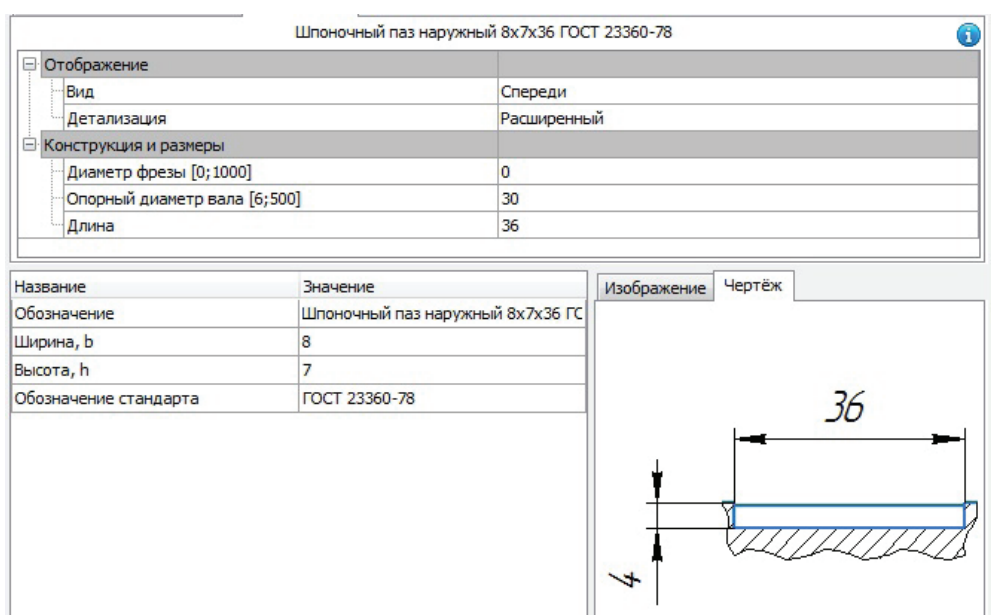 Шпоночный паз наружный 8х7х36 ГОСТ 23360-78
Отображение
Вид Спереди
Детализация Расширенный
Конструкция и размеры
Диаметр фрезы [0;1000] 0
Опорный диаметр вала [6;500] 30
Длина 36
Название Значение
Обозначение Шпоночный паз наружный 8х7х36 ГС
Ширина, b 8
Высота, h 7
Обозначение стандарта ГОСТ 23360-78
Изображение Чертёж
36
4